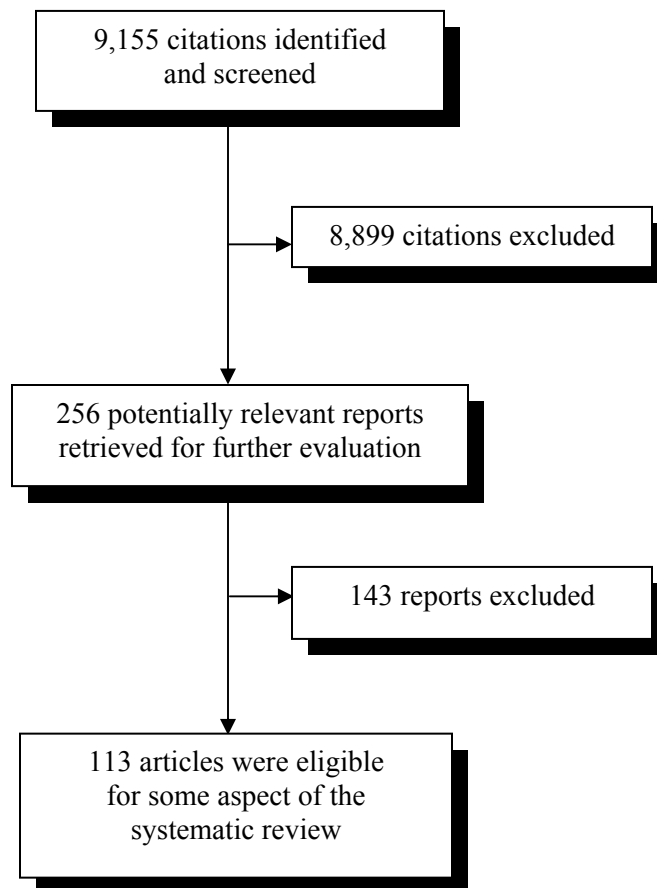 9,155 citations identified
and screened
8,899 citations excluded
256 potentially relevant reports
retrieved for further evaluation
143 reports excluded
113 articles were eligible
for some aspect of the
systematic review